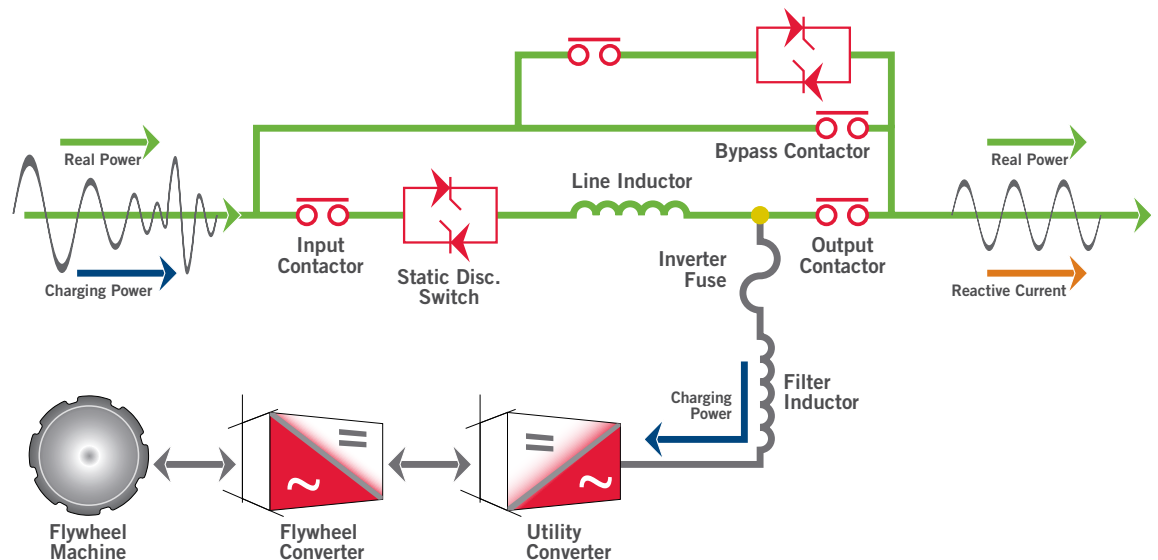 Real Power
Charging Power
Input
Contactor
Static Disc.
Switch
Line Inductor
Bypass Contactor
Inverter
Fuse
Output
Contactor
Real Power
Reactive Current
Charging
Power
Filter
Inductor
Flywheel
Machine
Flywheel
Converter
Utility
Converter